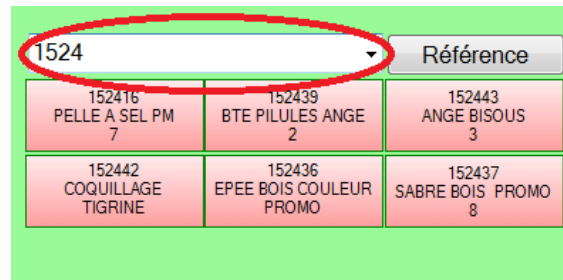 1524 Référence
152416 152439 152443
PELLE A SEL PM BTE PILULES ANGE ANGE BISOUS
7 2 3
152442 152436 152437
COQUILLAGE EPEE BOIS COULEUR SABRE BOIS PROMO
TIGRINE PROMO 8